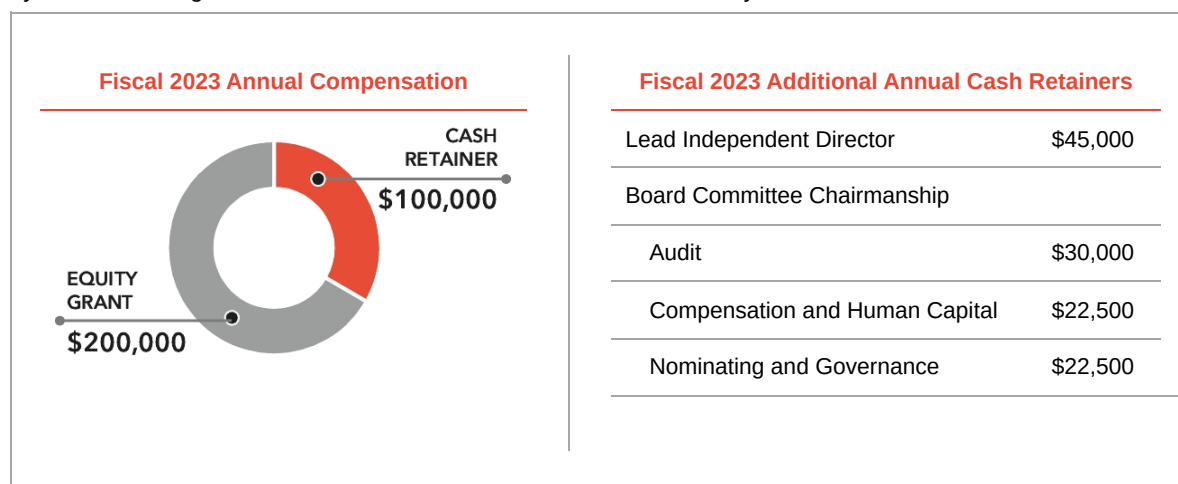 Fiscal 2023 Annual Compensation
CASH
RETAINER
$100,000
EQUITY
GRANT
$200,000
Fiscal 2023 Additional Annual Cash Retainers
Lead Independent Director $45,000
Board Committee Chairmanship
Audit $30,000
Compensation and Human Capital $22,500
Nominating and Governance $22,500